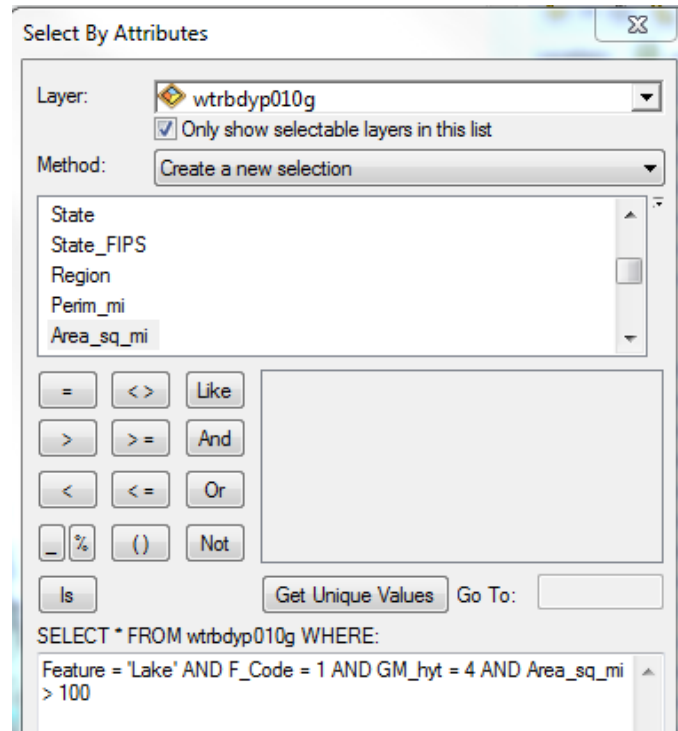 Select By Attributes
Layer:
wtrbdyp010g
Only show selectable layers in this list
Method:
Create a new selection
State
State_FIPS
Region
Perim_mi
Area_sq_mi
= < > Like
> > = And
< < = Or
_ % () Not
Is Get Unique Values Go To:
SELECT * FROM wtrbdyp010g WHERE:
Feature = 'Lake' AND F_Code = 1 AND GM_hyt = 4 AND Area_sq_mi
> 100